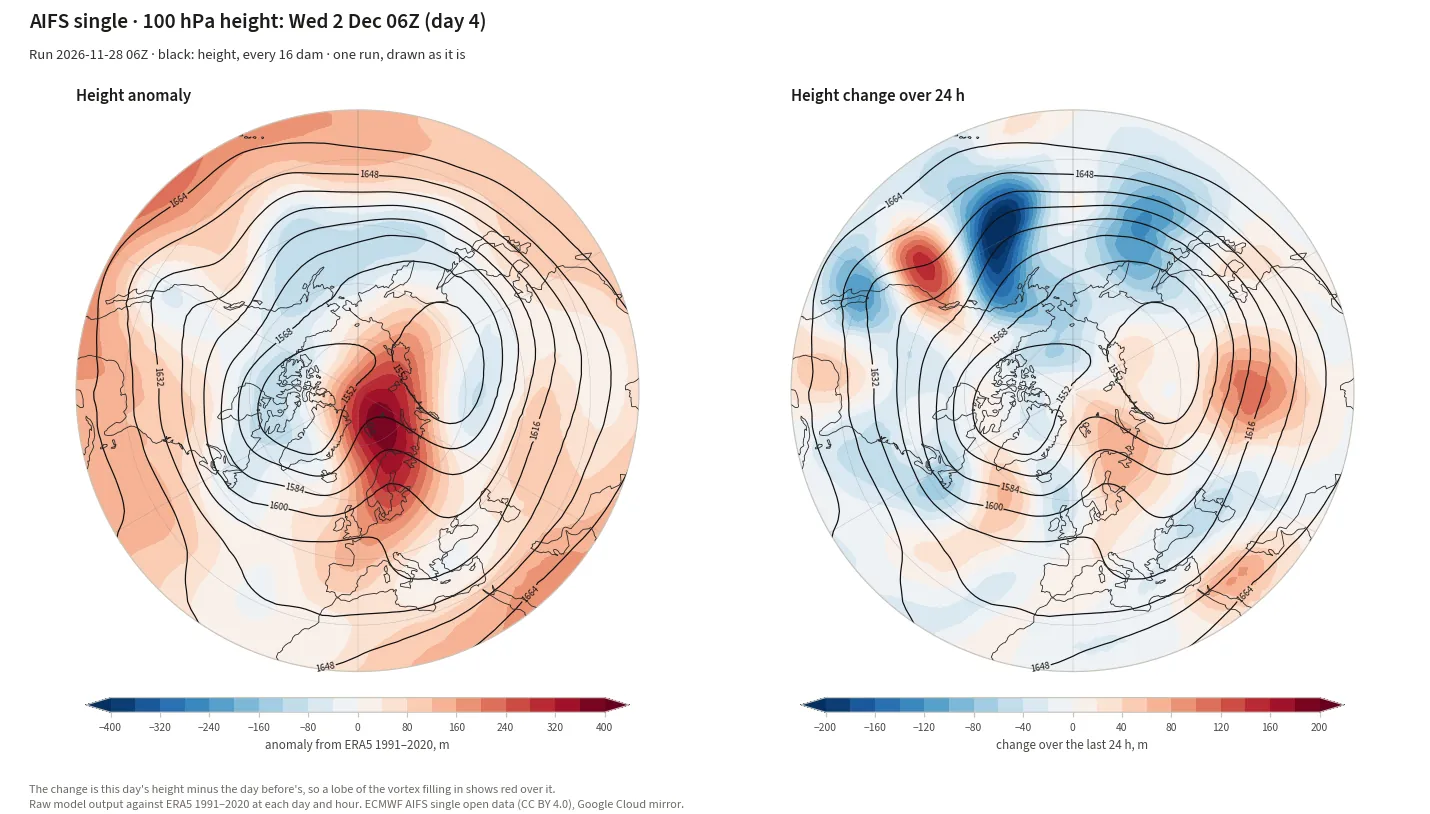 AIFS single · 100 hPa height: Wed 2 Dec 06Z (day 4)
Run 2026-11-28 06Z · black: height, every 16 dam · one run, drawn as it is
Height anomaly
Height change over 24 h
1648
1664
1568
1552
1552
1632
1616
1584
1600
1664
1648
1648
1664
1568
1552
1552
1632
1616
1584
1600
1664
1648
−400 −320 −240 −160 −80 0 80 160 240 320 400
anomaly from ERA5 1991–2020, m
−200 −160 −120 −80 −40 0 40 80 120 160 200
change over the last 24 h, m
The change is this day's height minus the day before's, so a lobe of the vortex filling in shows red over it.
Raw model output against ERA5 1991–2020 at each day and hour. ECMWF AIFS single open data (CC BY 4.0), Google Cloud mirror.